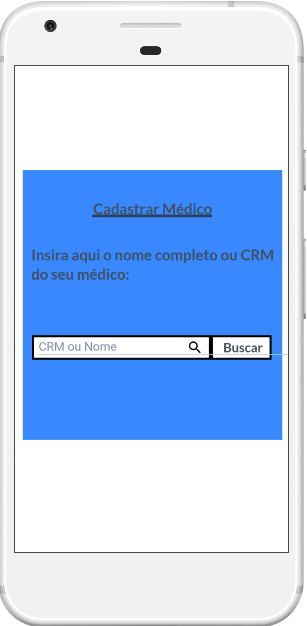 Cadastrar Médico
Insira aqui o nome completo ou CRM
do seu médico:
CRM ou Nome
Buscar